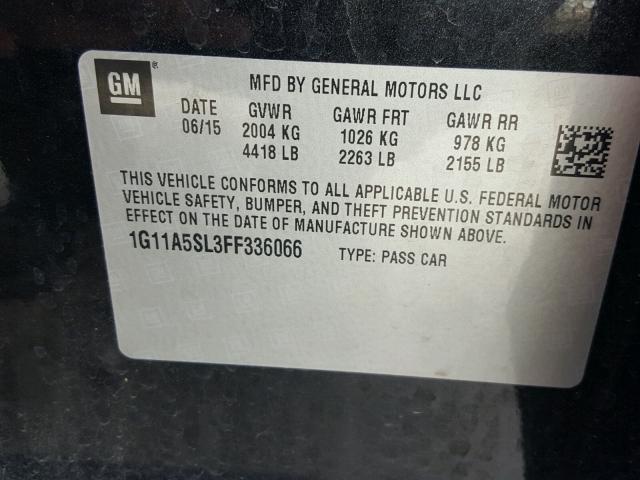 GM
MFD BY GENERAL MOTORS LLC
DATE GVWR GAWR FRT GAWR RR
06/15 2004 KG 1026 KG 978 KG
4418 LB 2263 LB 2155 LB
THIS VEHICLE CONFORMS TO ALL APPLICABLE U.S. FEDERAL MOTOR
VEHICLE SAFETY, BUMPER, AND THEFT PREVENTION STANDARDS IN
EFFECT ON THE DATE OF MANUFACTURE SHOWN ABOVE.
1G11A5SL3FF336066 TYPE: PASS CAR